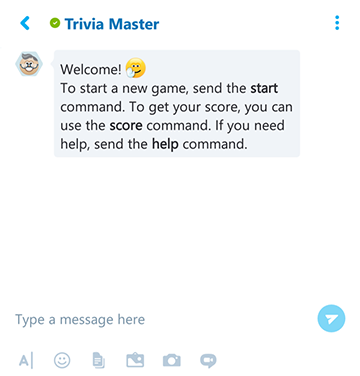 Trivia Master
Welcome!
To start a new game, send the start
command. To get your score, you can
use the score command. If you need
help, send the help command.
Type a message here
A